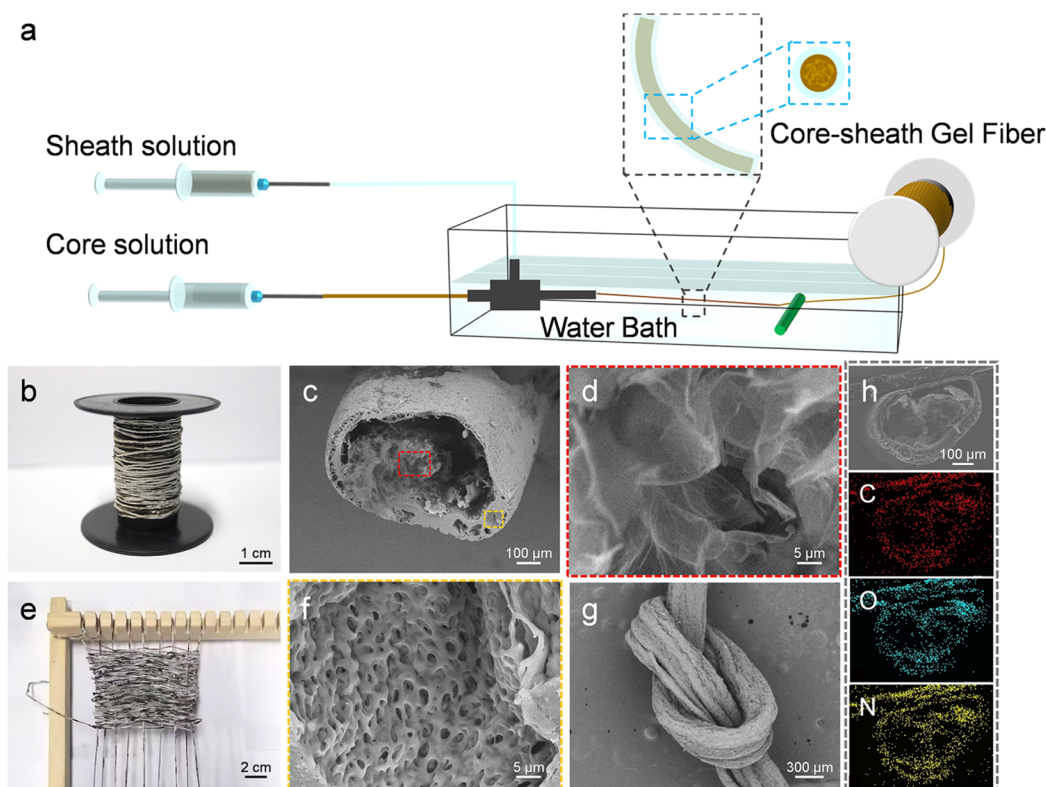 a
Sheath solution
Core solution
Core-sheath Gel Fiber
Water Bath
b
1 cm
c
100 μm
d
5 μm
h
100 μm
C
O
N
e
2 cm
f
5 μm
g
300 μm